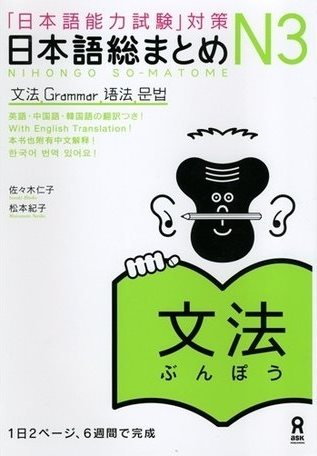 「日本語能力試験」対策
日本語総まとめ N3
NIHONGO SO-MATOME
文法 Grammar 语法 문법
英語・中国語・韓国語の翻訳つき!
With English Translation!
本书也附有中文解释!
한국어 번역 있어요!
佐々木仁子
Sasaki Hitoko
松本紀子
Matsumoto Noriko
文法
ぶんぽう
1日2ページ、6週間で完成
ask